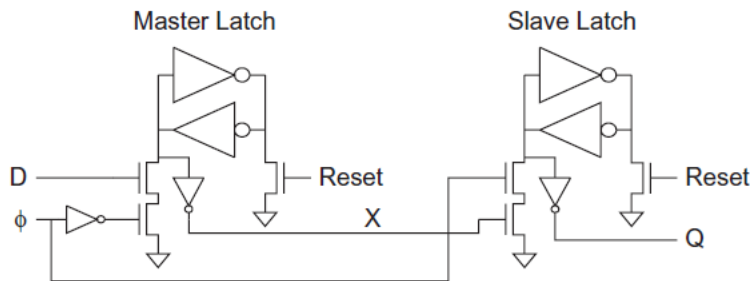 Master Latch Slave Latch
D Reset Reset
ϕ X
Q